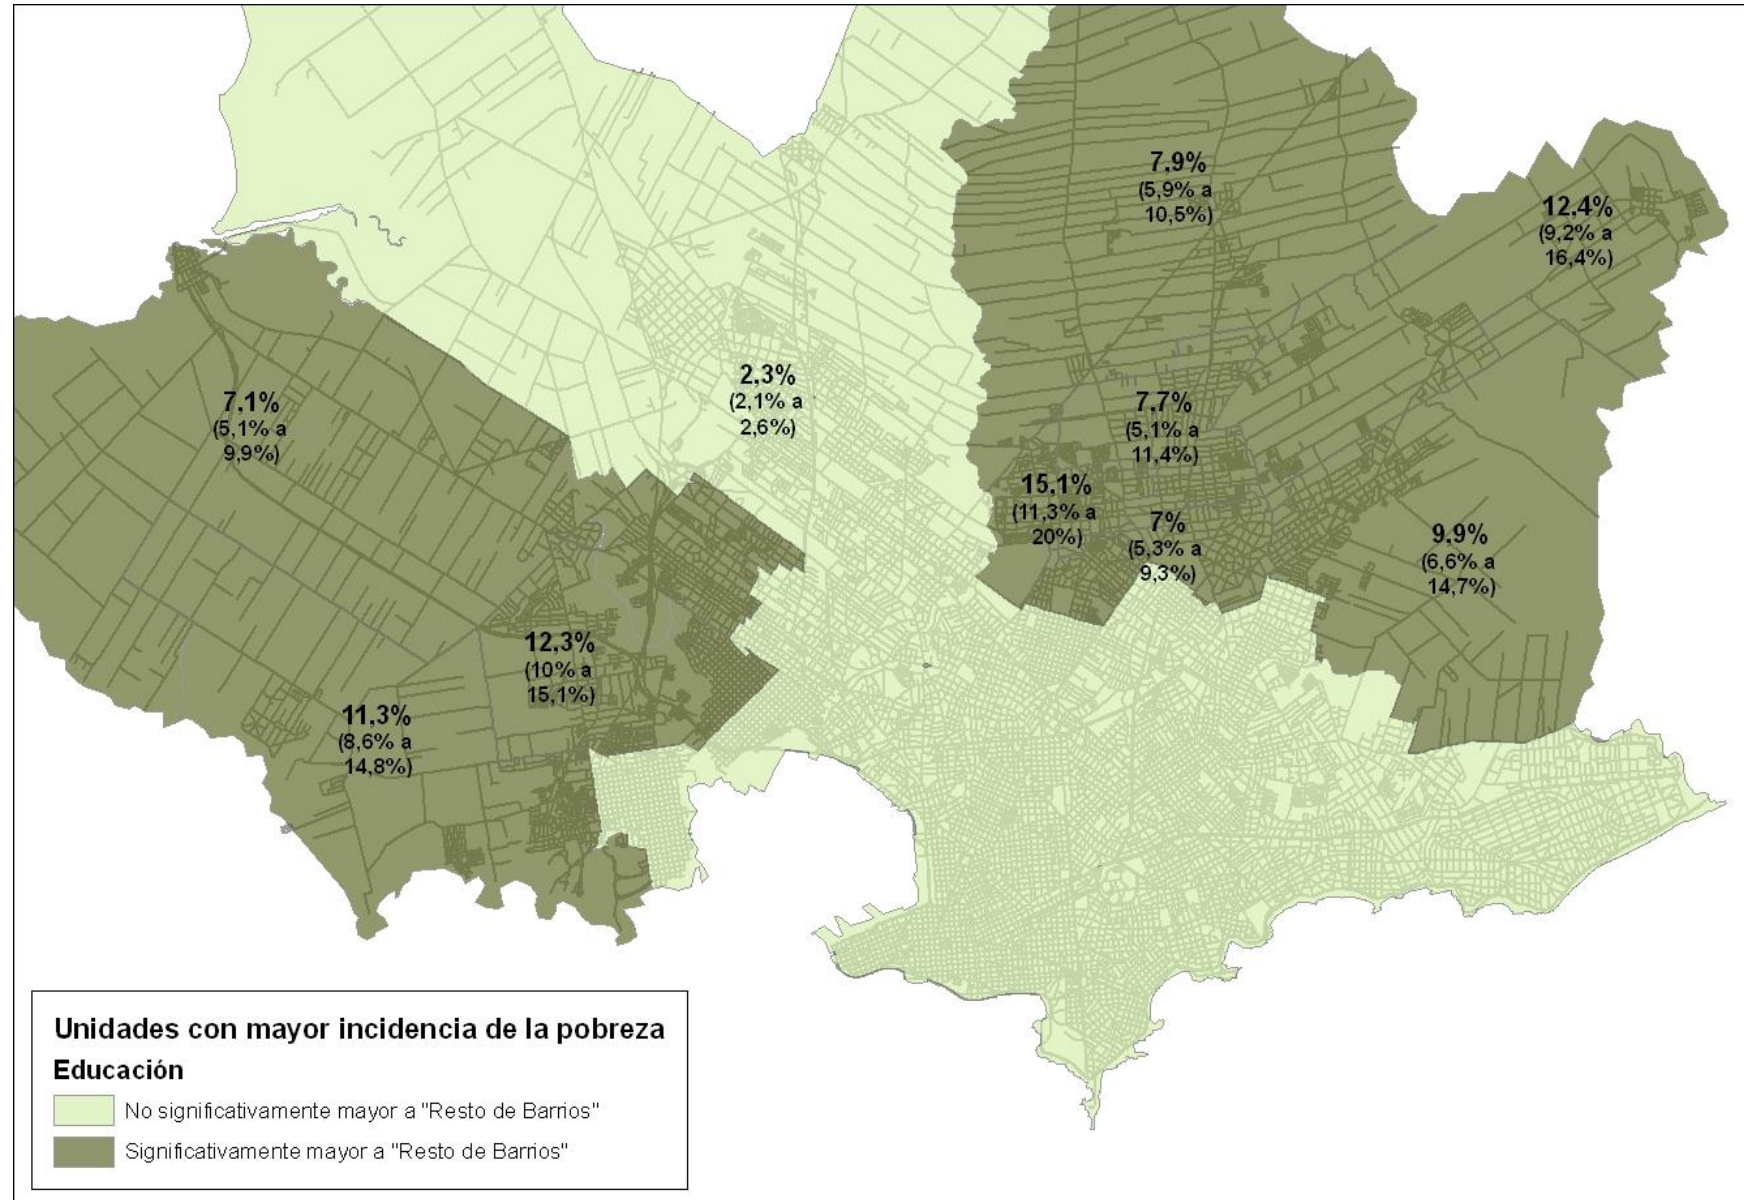 7,9%
(5,9% a
10,5%)
12,4%
(9,2% a
16,4%)
2,3%
(2,1% a
2,6%)
7,1%
(5,1% a
9,9%)
7,7%
(5,1% a
11,4%)
15,1%
(11,3% a
20%)
7%
(5,3% a
9,3%)
9,9%
(6,6% a
14,7%)
12,3%
(10% a
15,1%)
11,3%
(8,6% a
14,8%)
Unidades con mayor incidencia de la pobreza
Educación
No significativamente mayor a "Resto de Barrios"
Significativamente mayor a "Resto de Barrios"